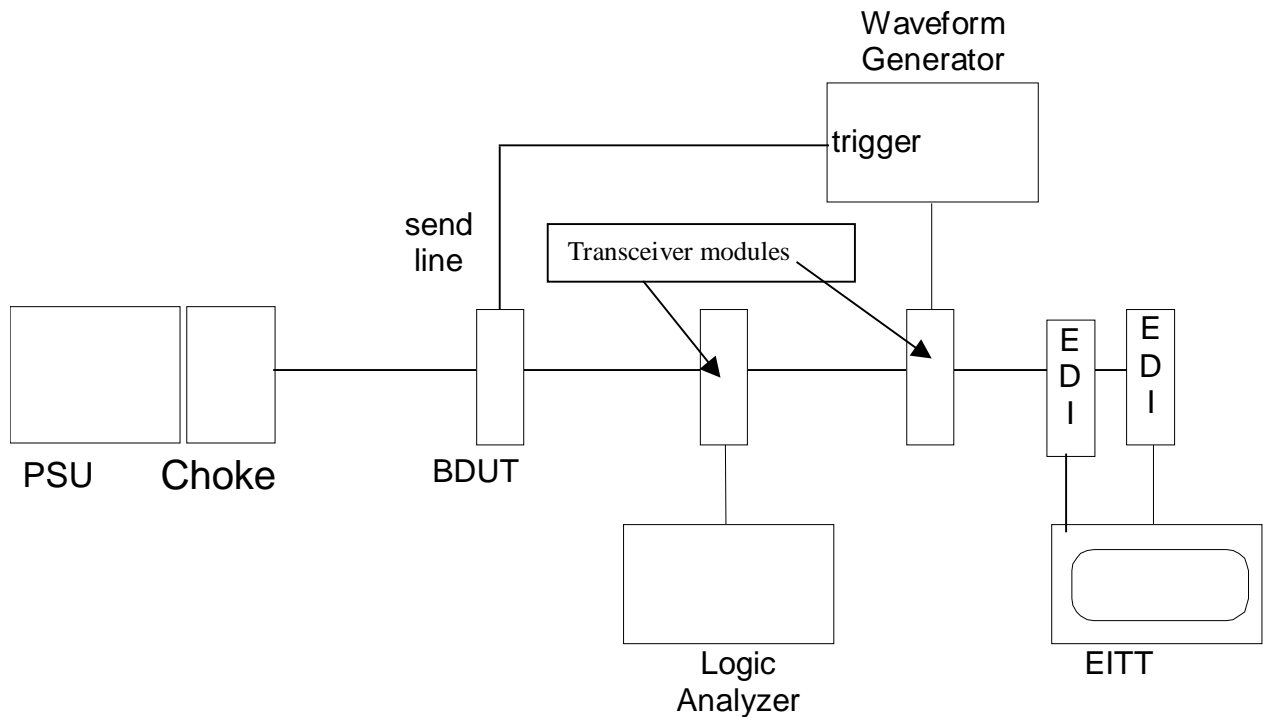 Waveform
Generator
trigger
send
line
Transceiver modules
E
D
I
E
D
I
PSU
Choke
BDUT
Logic
Analyzer
EITT